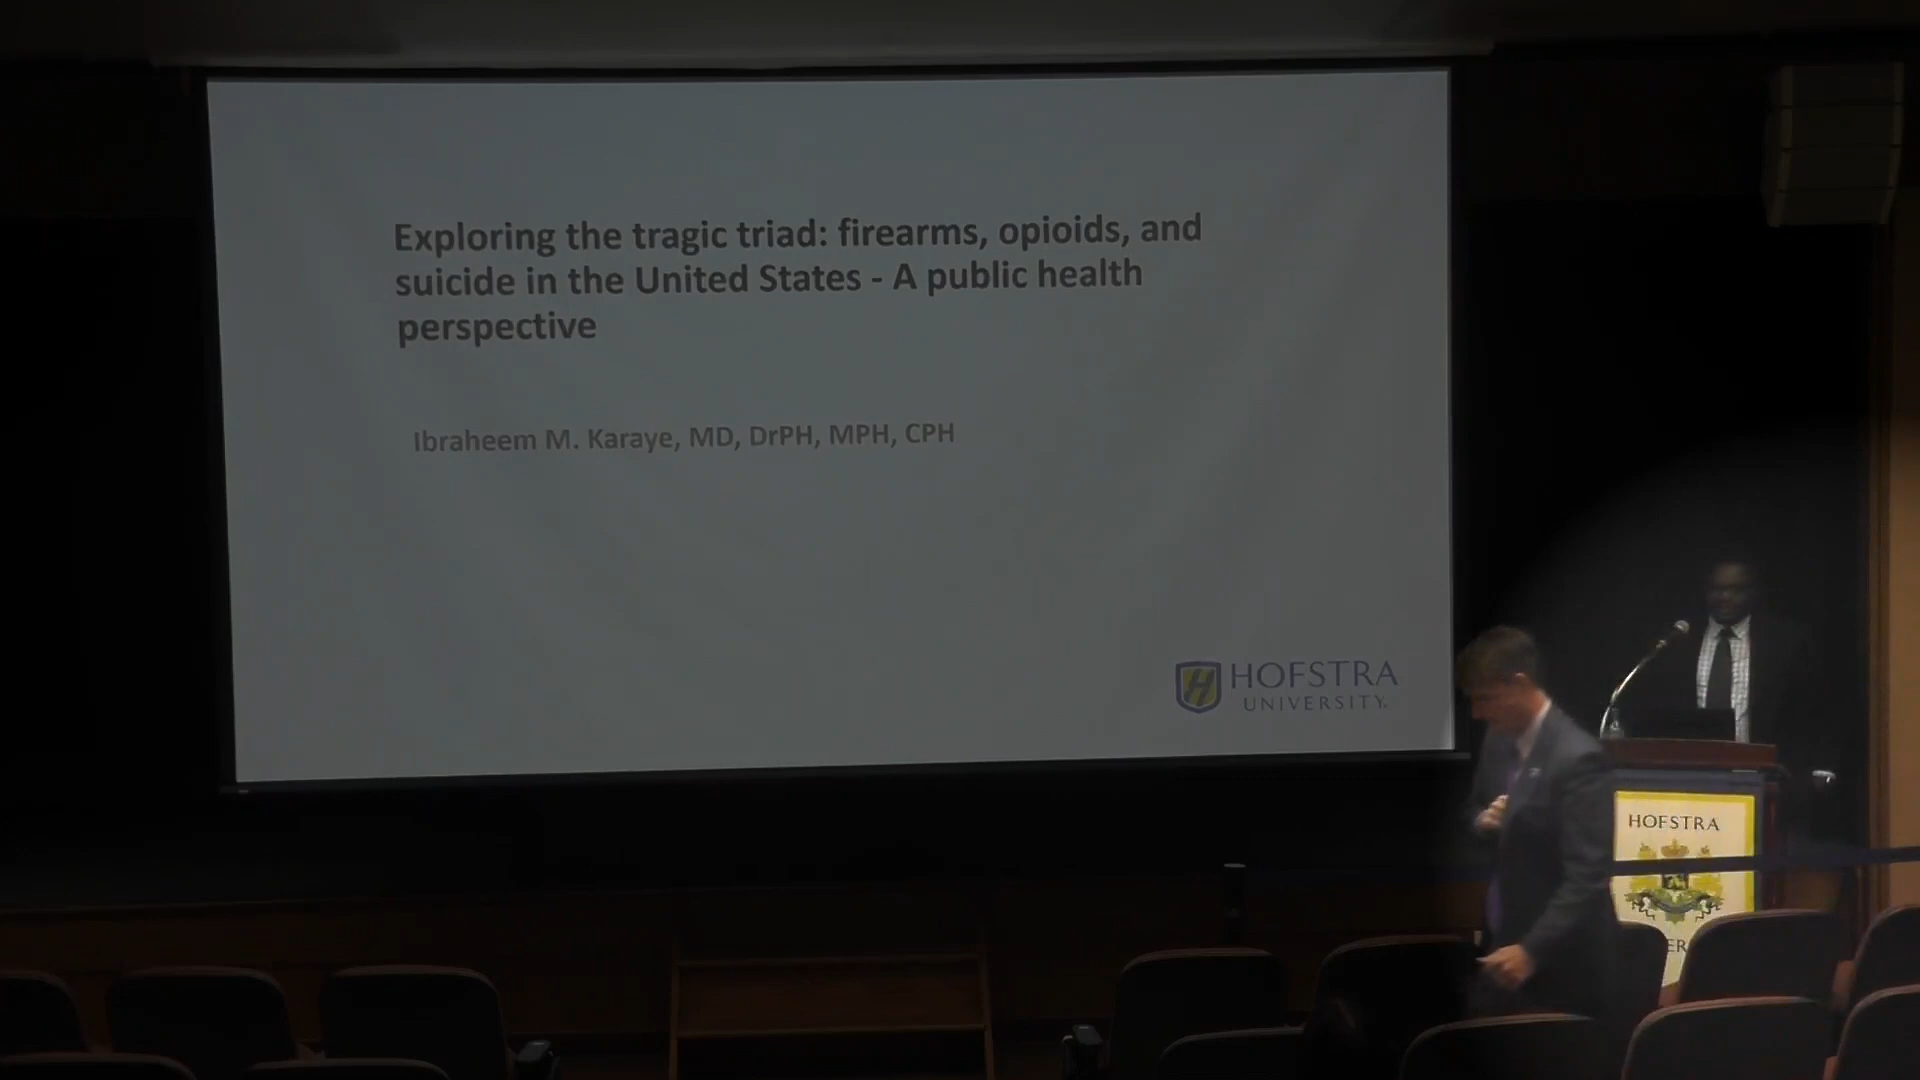 Exploring the tragic triad: firearms, opioids, and
suicide in the United States - A public health
perspective
Ibraheem M. Karaye, MD, DrPH, MPH, CPH
HOFSTRA
UNIVERSITY
HOFSTRA